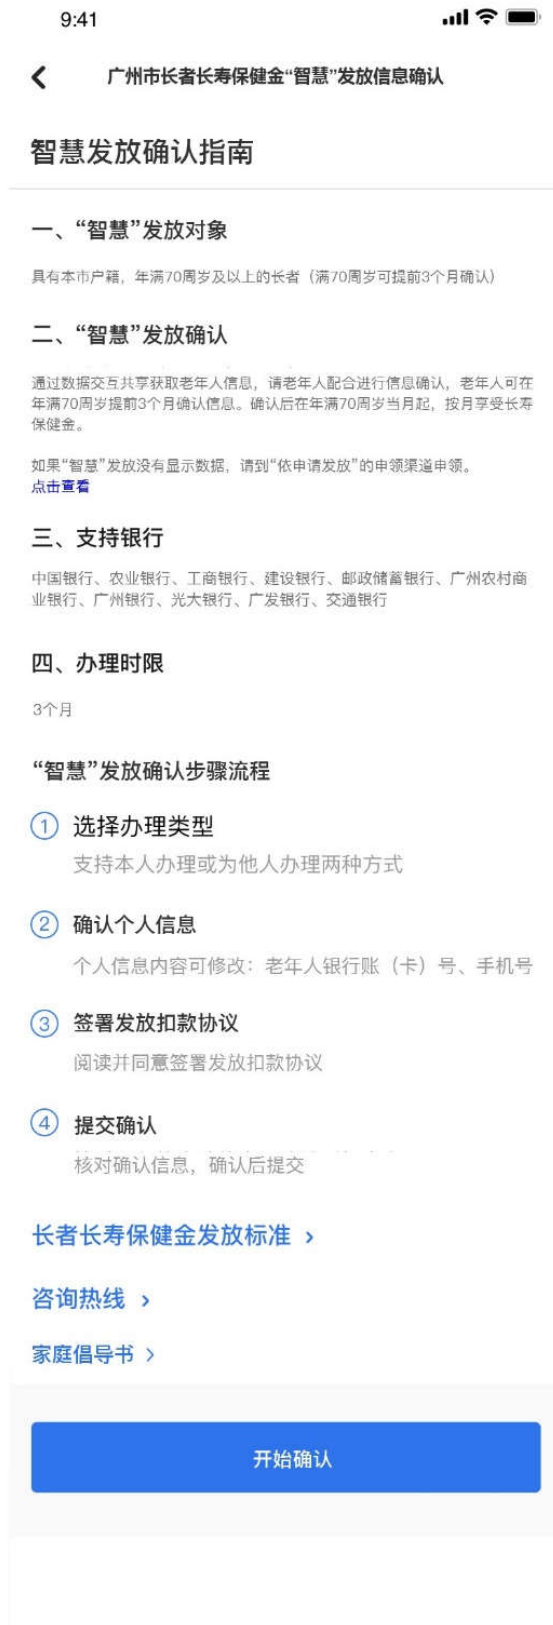 9:41
广州市长者长寿保健金“智慧”发放信息确认
智慧发放确认指南
一、“智慧”发放对象
具有本市户籍，年满70周岁及以上的长者（满70周岁可提前3个月确认）
二、“智慧”发放确认
通过数据交互共享获取老年人信息，请老年人配合进行信息确认，老年人可在
年满70周岁提前3个月确认信息。确认后在年满70周岁当月起，按月享受长寿
保健金。
如果“智慧”发放没有显示数据，请到“依申请发放”的申领渠道申领。
点击查看
三、支持银行
中国银行、农业银行、工商银行、建设银行、邮政储蓄银行、广州农村商
业银行、广州银行、光大银行、广发银行、交通银行
四、办理时限
3个月
“智慧”发放确认步骤流程
① 选择办理类型
支持本人办理或为他人办理两种方式
② 确认个人信息
个人信息内容可修改：老年人银行账（卡）号、手机号
③ 签署发放扣款协议
阅读并同意签署发放扣款协议
④ 提交确认
核对确认信息，确认后提交
长者长寿保健金发放标准 ›
咨询热线 ›
家庭倡导书 ›
开始确认